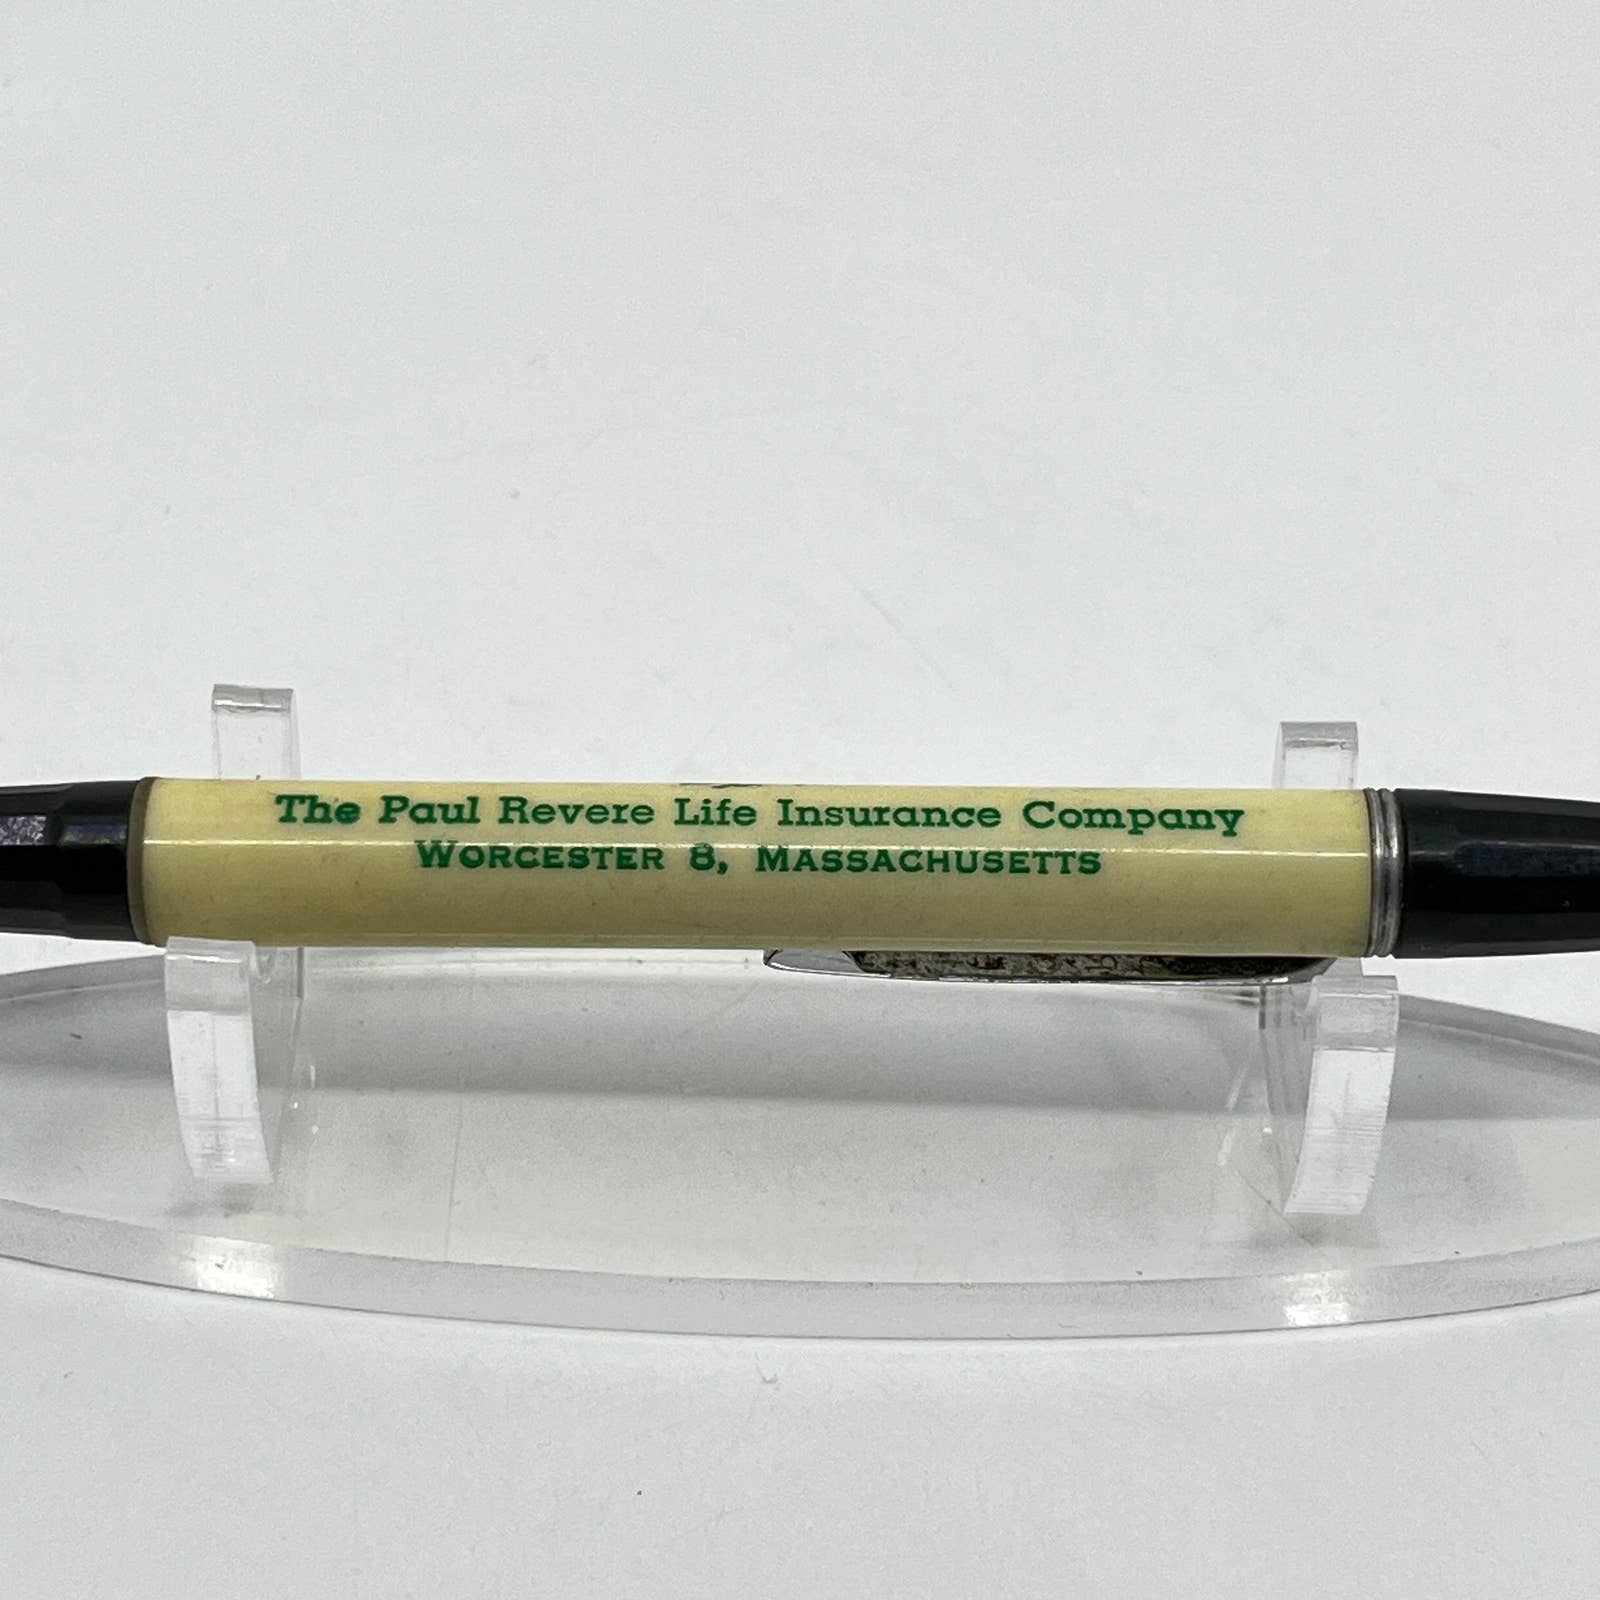 The Paul Revere Life Insurance Company
WORCESTER 8, MASSACHUSETTS